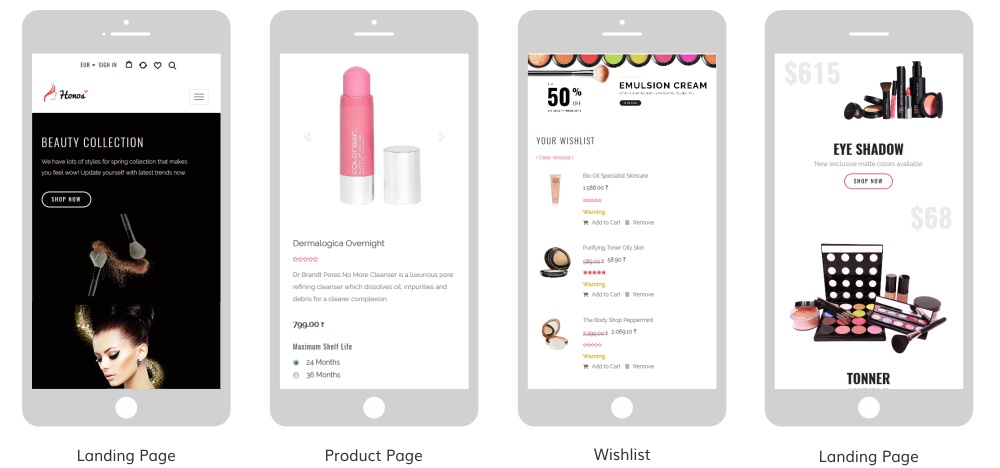 EUR SIGN IN
Honos
BEAUTY COLLECTION
We have lots of styles for spring collection that makes
you feel wow! Update yourself with latest trends now.
SHOP NOW
Landing Page
COLOREAR
Dermalogica Overnight
Dr Brandt Pores No More Cleanser is a luxurious pore
refining cleanser which dissolves oil, impurities and
debris for a clearer complexion.
799.00 ₹
Maximum Shelf Life
24 Months
36 Months
Product Page
50% OFF
EMULSION CREAM
YOUR WISHLIST
( Clear Wishlist )
Bio Oil Specialist Skincare
1,588.00 ₹
Warning
Add to Cart Remove
Purifying Toner Oily Skin
589.00 ₹ 58.90 ₹
Warning
Add to Cart Remove
The Body Shop Peppermint
2,299.00 ₹ 2,069.10 ₹
Warning
Add to Cart Remove
Wishlist
$615
EYE SHADOW
New exclusive matte colors available
SHOP NOW
$68
TONNER
Landing Page